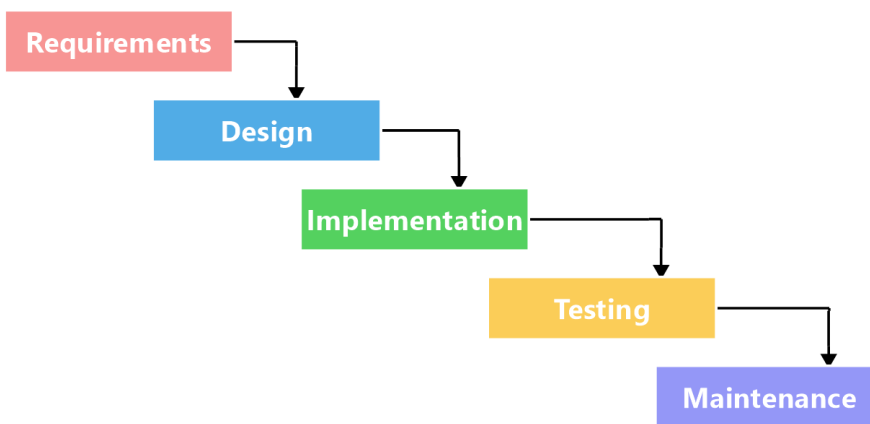 Requirements
Design
Implementation
Testing
Maintenance